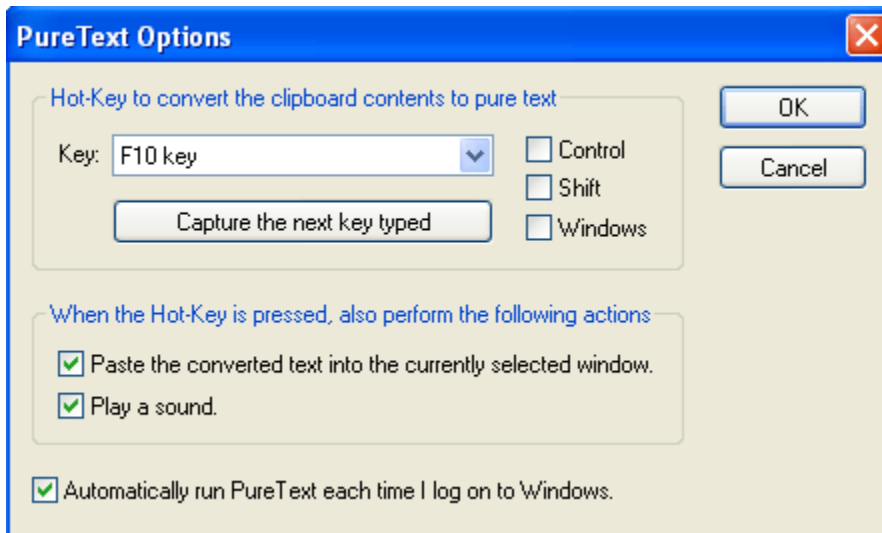 PureText Options
Hot-Key to convert the clipboard contents to pure text
Key: F10 key
Capture the next key typed
Control
Shift
Windows
OK
Cancel
When the Hot-Key is pressed, also perform the following actions
Paste the converted text into the currently selected window.
Play a sound.
Automatically run PureText each time I log on to Windows.